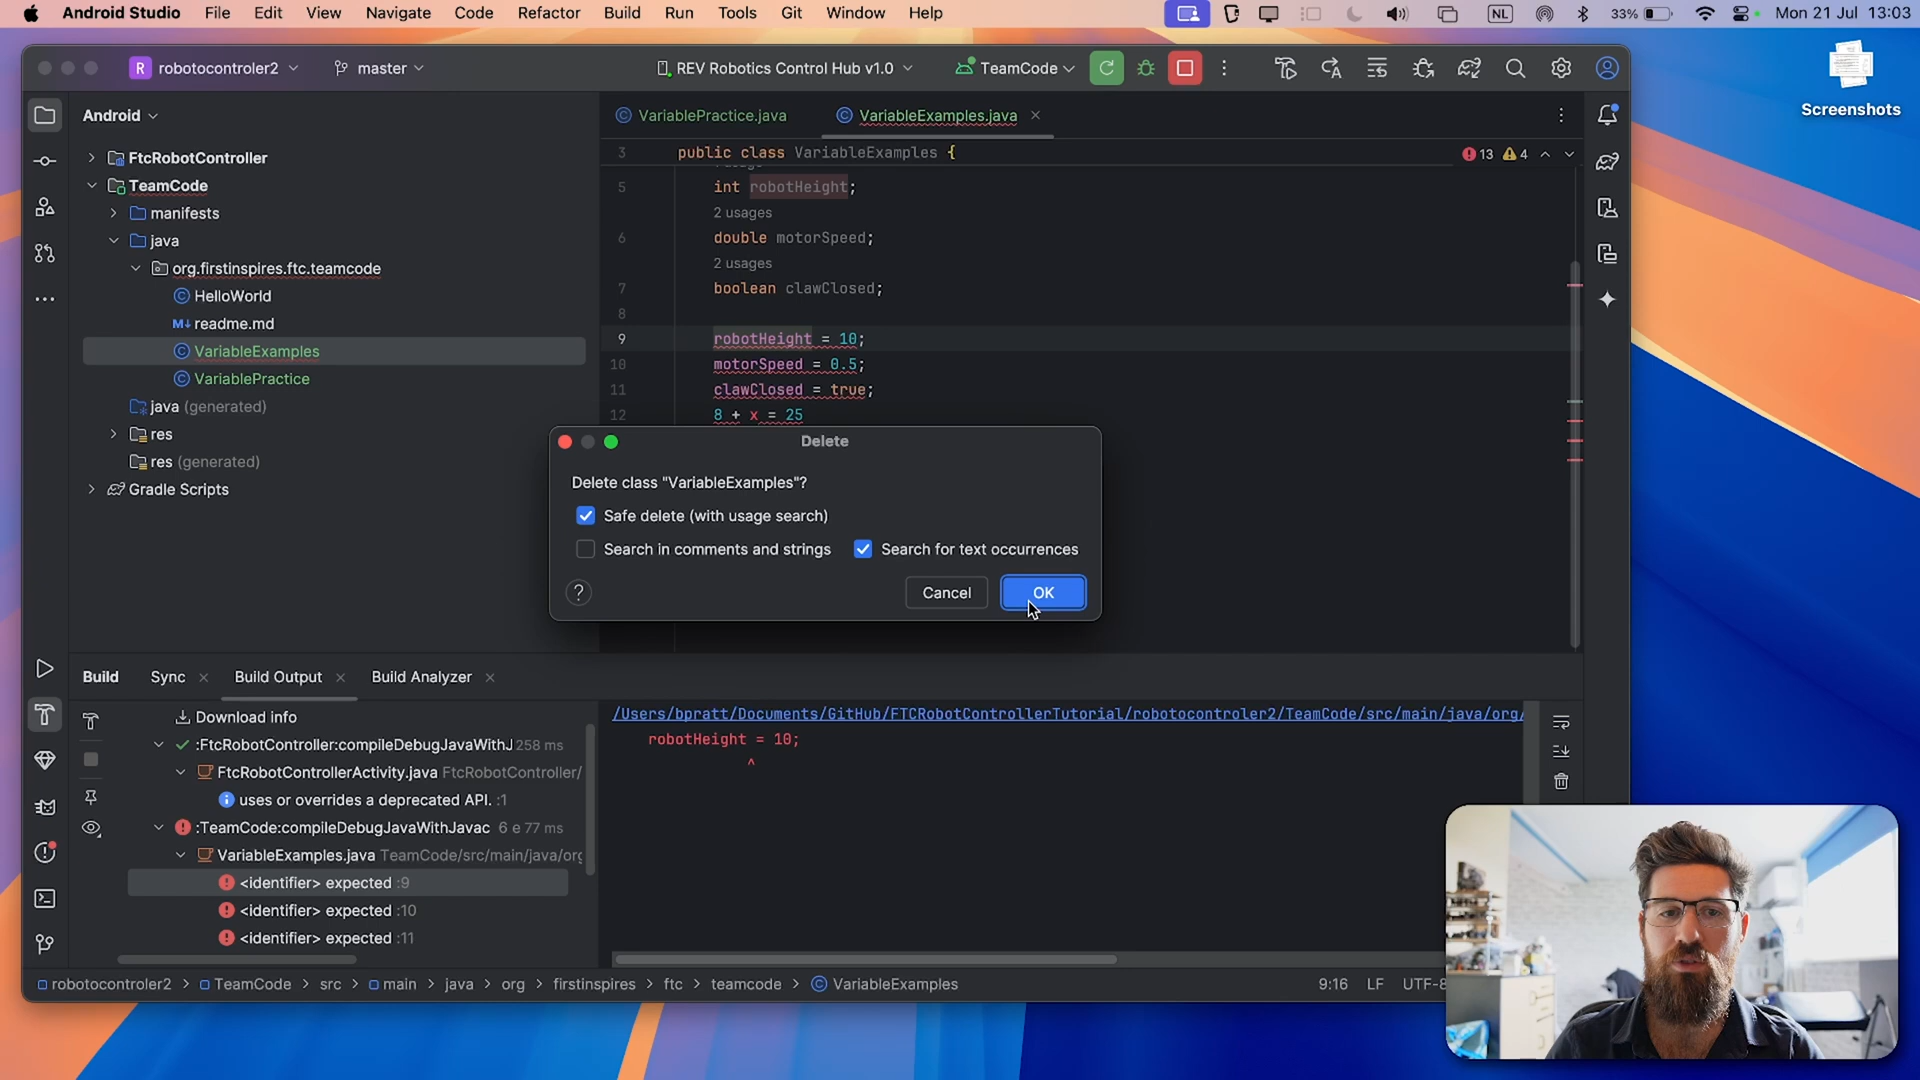 Android Studio File Edit View Navigate Code Refactor Build Run Tools Git Window Help NL 33% Mon 21 Jul 13:03
R robotocontroler2 master REV Robotics Control Hub v1.0 TeamCode
Screenshots
Android
VariablePractice.java VariableExamples.java
3 public class VariableExamples { 13 4
FtcRobotController
TeamCode
manifests
java
org.firstinspires.ftc.teamcode
HelloWorld
M↓ readme.md
VariableExamples
VariablePractice
java (generated)
res
res (generated)
Gradle Scripts
5 int robotHeight;
2 usages
6 double motorSpeed;
2 usages
7 boolean clawClosed;
8
9 robotHeight = 10;
10 motorSpeed = 0.5;
11 clawClosed = true;
12 8 + x = 25
Delete
Delete class "VariableExamples"?
Safe delete (with usage search)
Search in comments and strings Search for text occurrences
? Cancel OK
Build Sync Build Output Build Analyzer
Download info
:FtcRobotController:compileDebugJavaWithJ 258 ms
FtcRobotControllerActivity.java FtcRobotController/
uses or overrides a deprecated API. :1
:TeamCode:compileDebugJavaWithJavac 6 e 77 ms
VariableExamples.java TeamCode/src/main/java/org
<identifier> expected :9
<identifier> expected :10
<identifier> expected :11
/Users/bpratt/Documents/GitHub/FTCRobotControllerTutorial/robotocontroler2/TeamCode/src/main/java/org/
robotHeight = 10;
^
robotocontroler2 > TeamCode > src > main > java > org > firstinspires > ftc > teamcode > VariableExamples 9:16 LF UTF-8